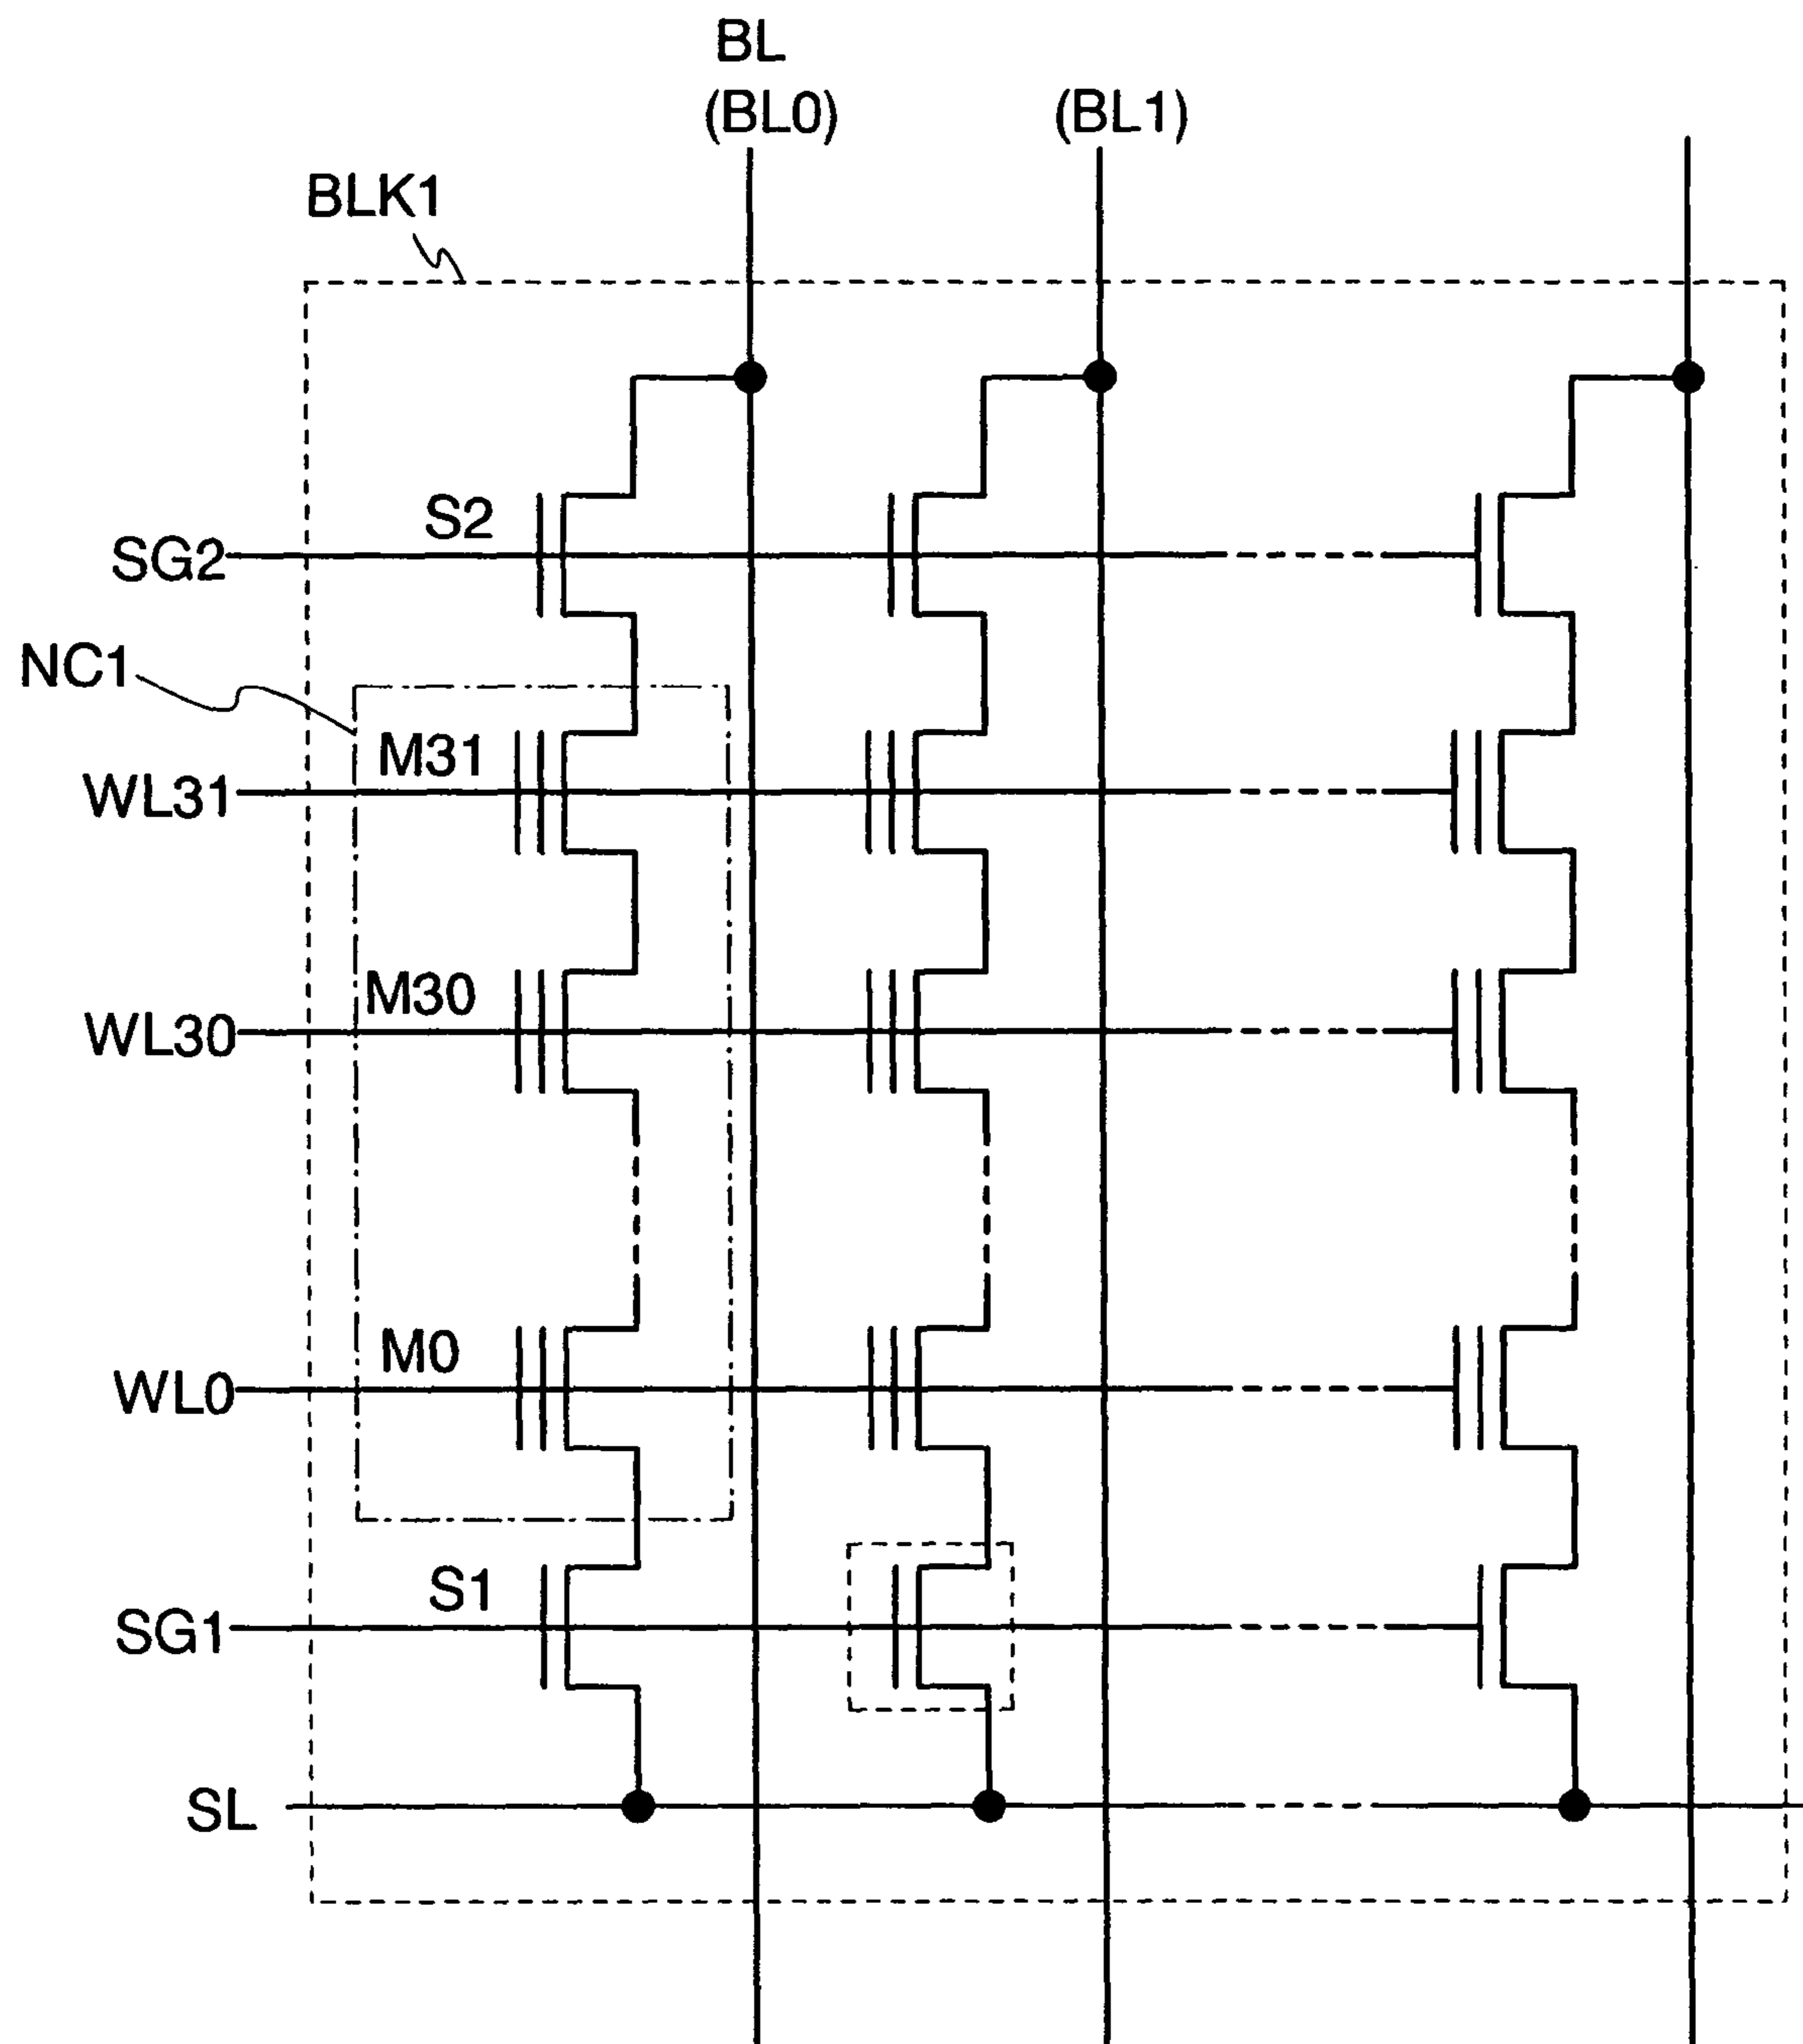 BL
(BL0) (BL1)
BLK1
S2
SG2
NC1
M31
WL31
M30
WL30
M0
WL0
S1
SG1
SL